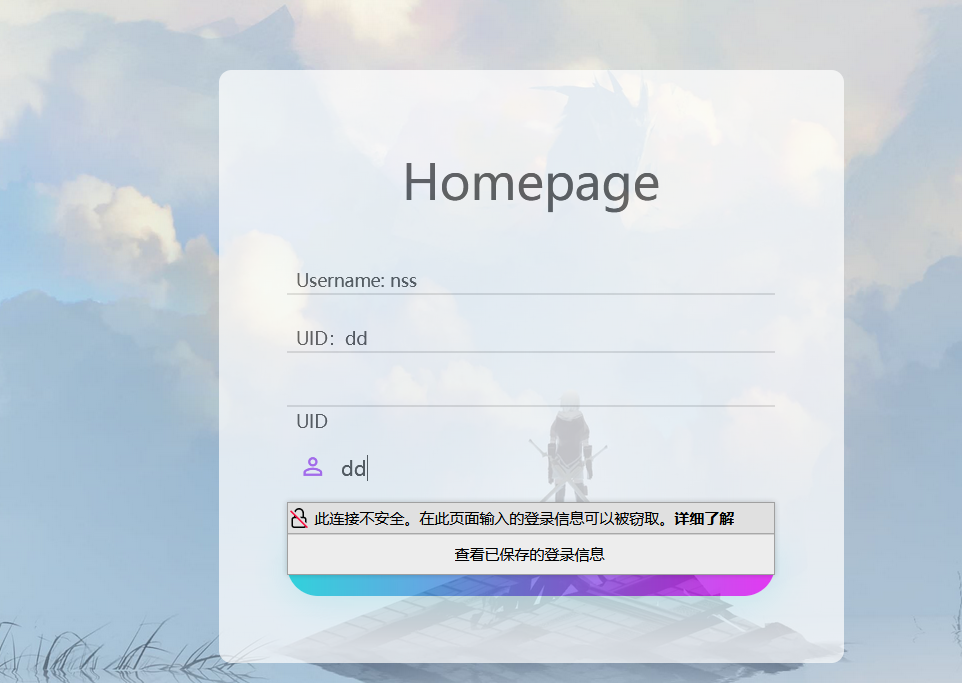 Homepage
Username: nss
UID：dd
UID
dd
此连接不安全。在此页面输入的登录信息可以被窃取。详细了解
查看已保存的登录信息